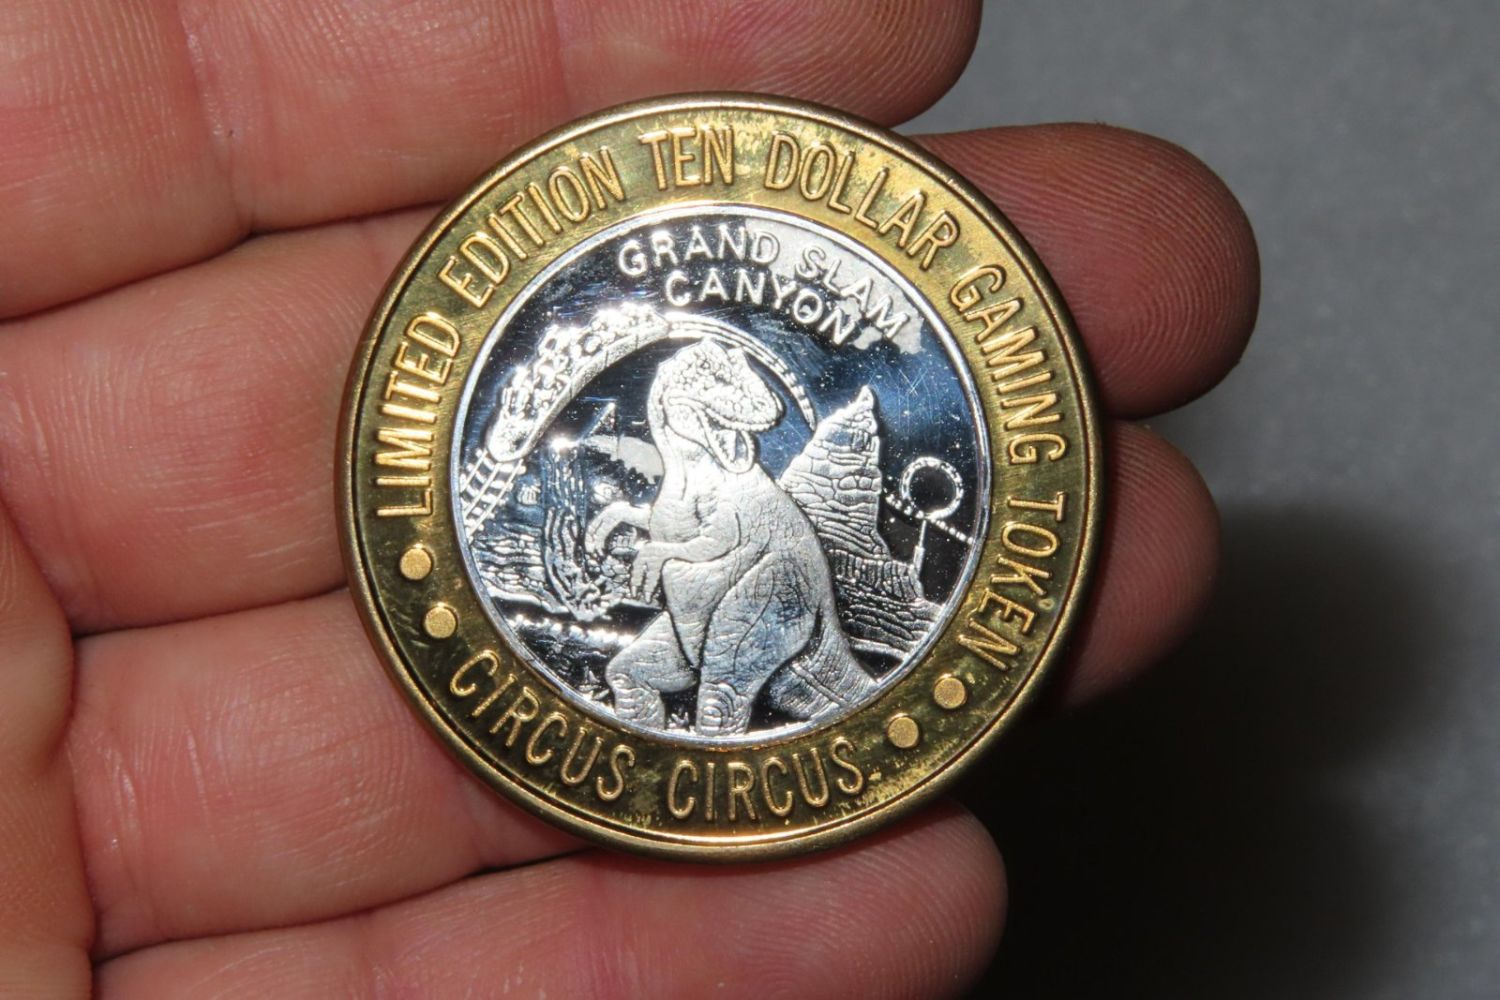 LIMITED EDITION TEN DOLLAR GAMING TOKEN
GRAND SLAM
CANYON
CIRCUS CIRCUS